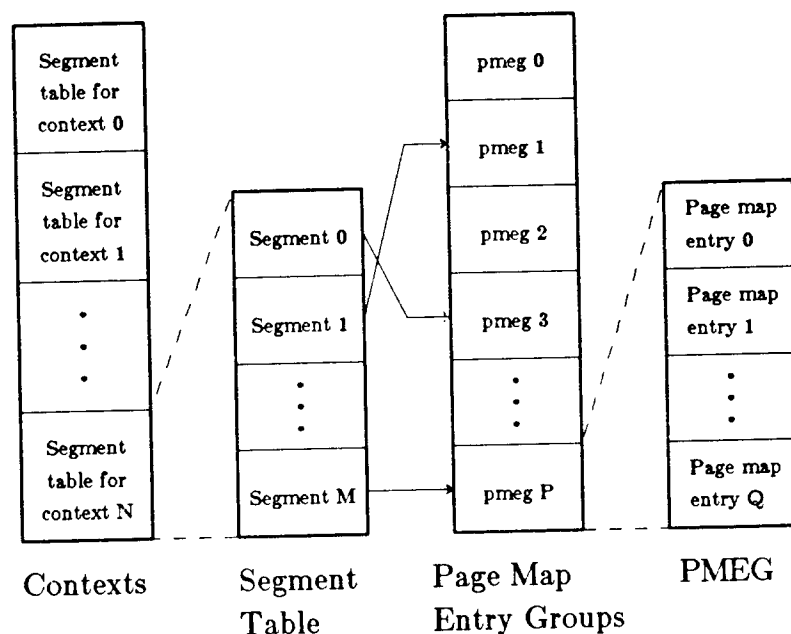 Segment
table for
context 0
Segment
table for
context 1
Segment
table for
context N
Contexts
Segment 0
Segment 1
Segment M
Segment
Table
pmeg 0
pmeg 1
pmeg 2
pmeg 3
pmeg P
Page Map
Entry Groups
Page map
entry 0
Page map
entry 1
Page map
entry Q
PMEG